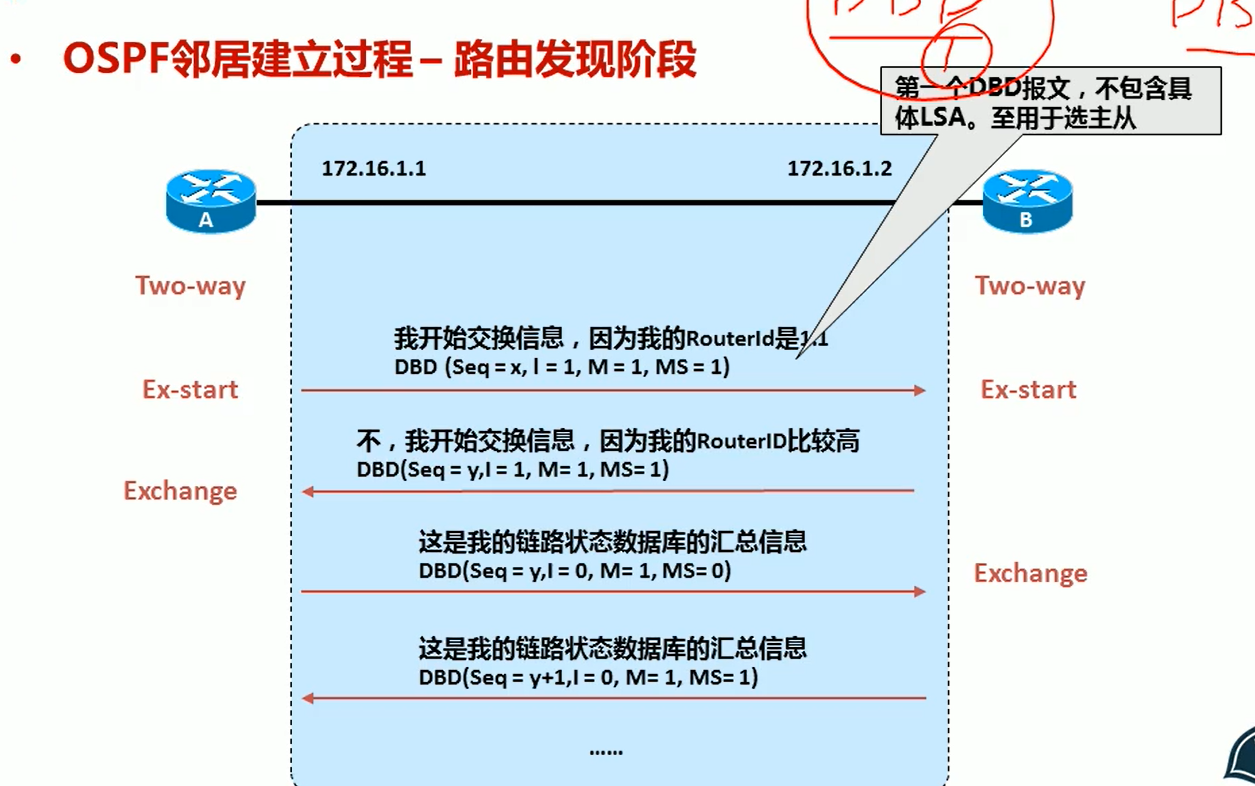 • OSPF邻居建立过程 – 路由发现阶段
第一个DBD报文，不包含具
体LSA。至用于选主从
172.16.1.1
172.16.1.2
A
B
Two-way
Two-way
我开始交换信息，因为我的RouterId是1.1
DBD (Seq = x, l = 1, M = 1, MS = 1)
Ex-start
Ex-start
不，我开始交换信息，因为我的RouterID比较高
DBD(Seq = y,I = 1, M= 1, MS= 1)
Exchange
这是我的链路状态数据库的汇总信息
DBD(Seq = y,I = 0, M= 1, MS= 0)
Exchange
这是我的链路状态数据库的汇总信息
DBD(Seq = y+1,I = 0, M= 1, MS= 1)
......